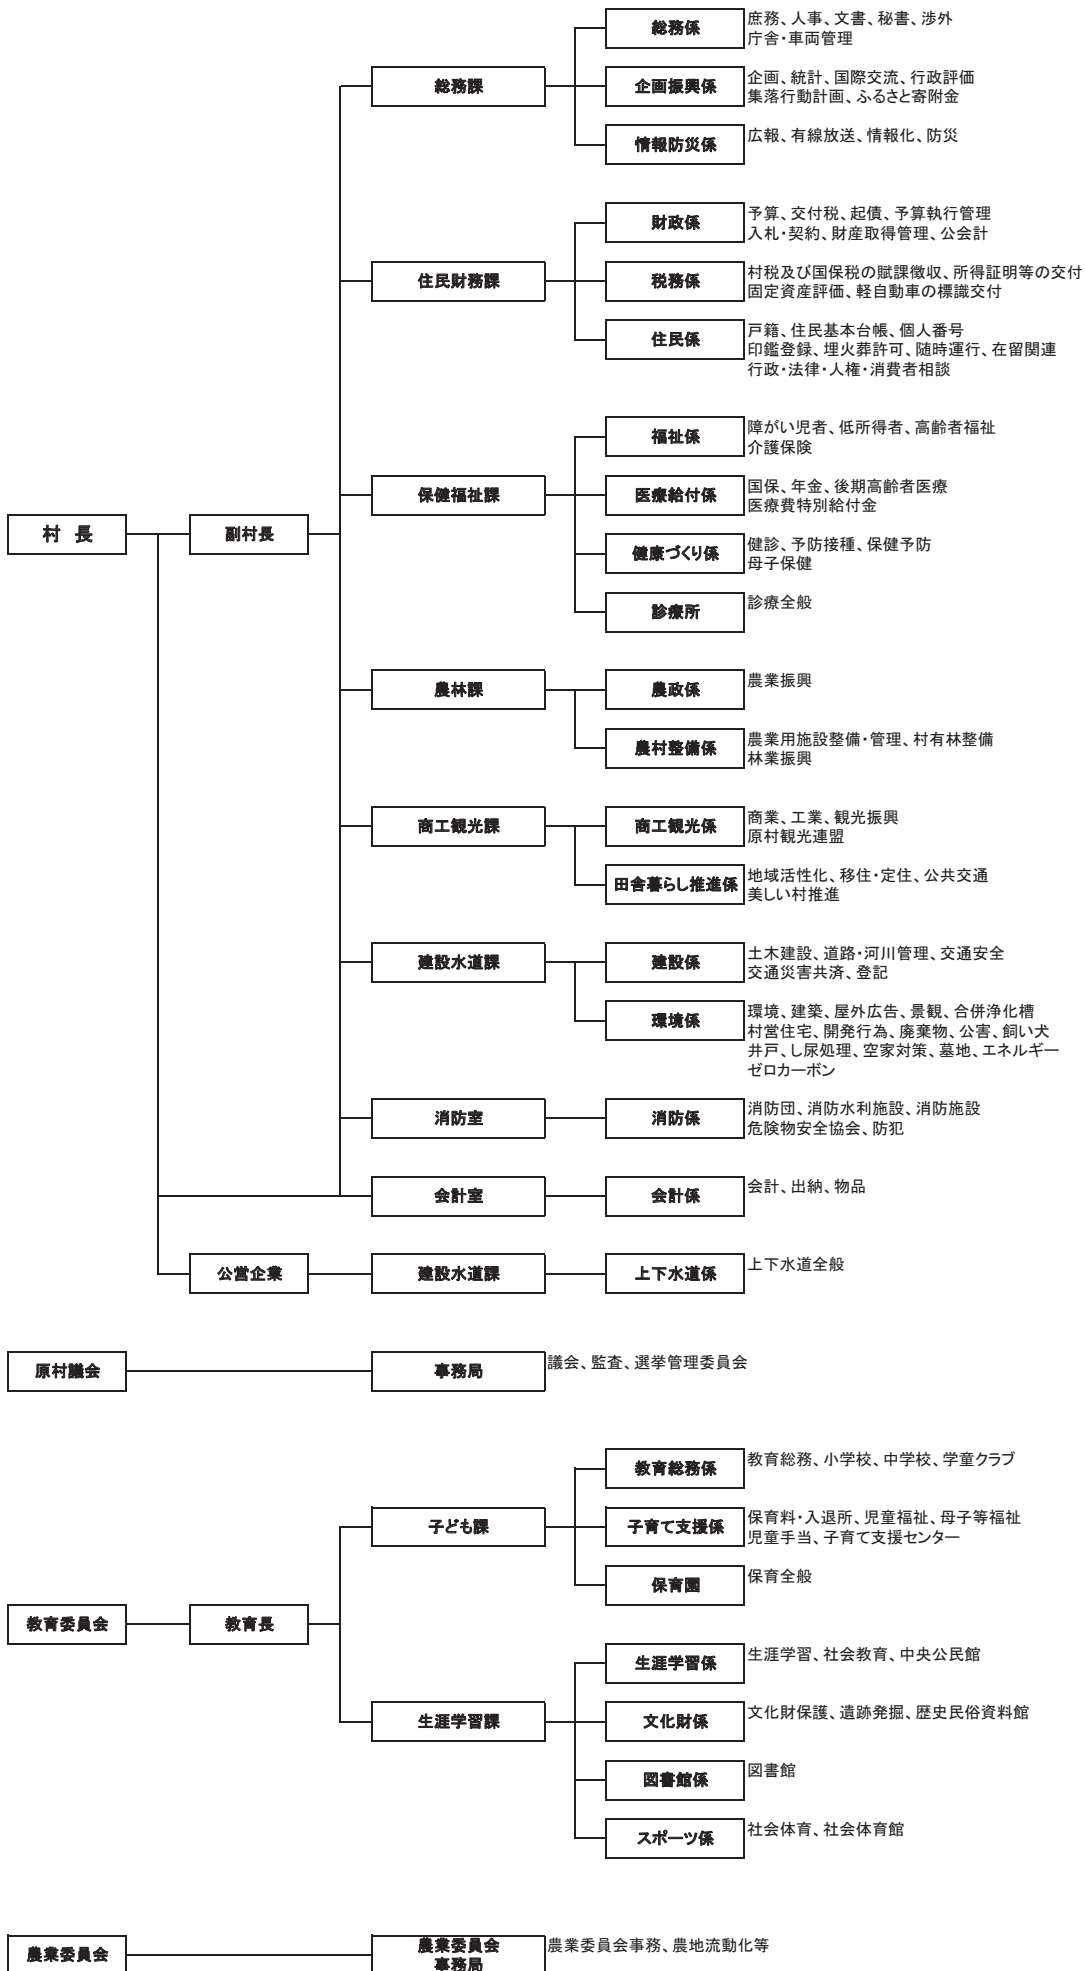 総務係
庶務、人事、文書、秘書、渉外
庁舎・車両管理
総務課
企画振興係
企画、統計、国際交流、行政評価
集落行動計画、ふるさと寄附金
情報防災係
広報、有線放送、情報化、防災
財政係
予算、交付税、起債、予算執行管理
入札・契約、財産取得管理、公会計
住民財務課
税務係
村税及び国保税の賦課徴収、所得証明等の交付
固定資産評価、軽自動車の標識交付
住民係
戸籍、住民基本台帳、個人番号
印鑑登録、埋火葬許可、随時運行、在留関連
行政・法律・人権・消費者相談
福祉係
障がい児者、低所得者、高齢者福祉
介護保険
保健福祉課
医療給付係
国保、年金、後期高齢者医療
医療費特別給付金
村 長
副村長
健康づくり係
健診、予防接種、保健予防
母子保健
診療所
診療全般
農林課
農政係
農業振興
農村整備係
農業用施設整備・管理、村有林整備
林業振興
商工観光課
商工観光係
商業、工業、観光振興
原村観光連盟
田舎暮らし推進係
地域活性化、移住・定住、公共交通
美しい村推進
建設水道課
建設係
土木建設、道路・河川管理、交通安全
交通災害共済、登記
環境係
環境、建築、屋外広告、景観、合併浄化槽
村営住宅、開発行為、廃棄物、公害、飼い犬
井戸、し尿処理、空家対策、墓地、エネルギー
ゼロカーボン
消防室
消防係
消防団、消防水利施設、消防施設
危険物安全協会、防犯
会計室
会計係
会計、出納、物品
公営企業
建設水道課
上下水道係
上下水道全般
原村議会
事務局
議会、監査、選挙管理委員会
教育総務係
教育総務、小学校、中学校、学童クラブ
子ども課
子育て支援係
保育料・入退所、児童福祉、母子等福祉
児童手当、子育て支援センター
保育園
保育全般
教育委員会
教育長
生涯学習係
生涯学習、社会教育、中央公民館
生涯学習課
文化財係
文化財保護、遺跡発掘、歴史民俗資料館
図書館係
図書館
スポーツ係
社会体育、社会体育館
農業委員会
農業委員会
事務局
農業委員会事務、農地流動化等